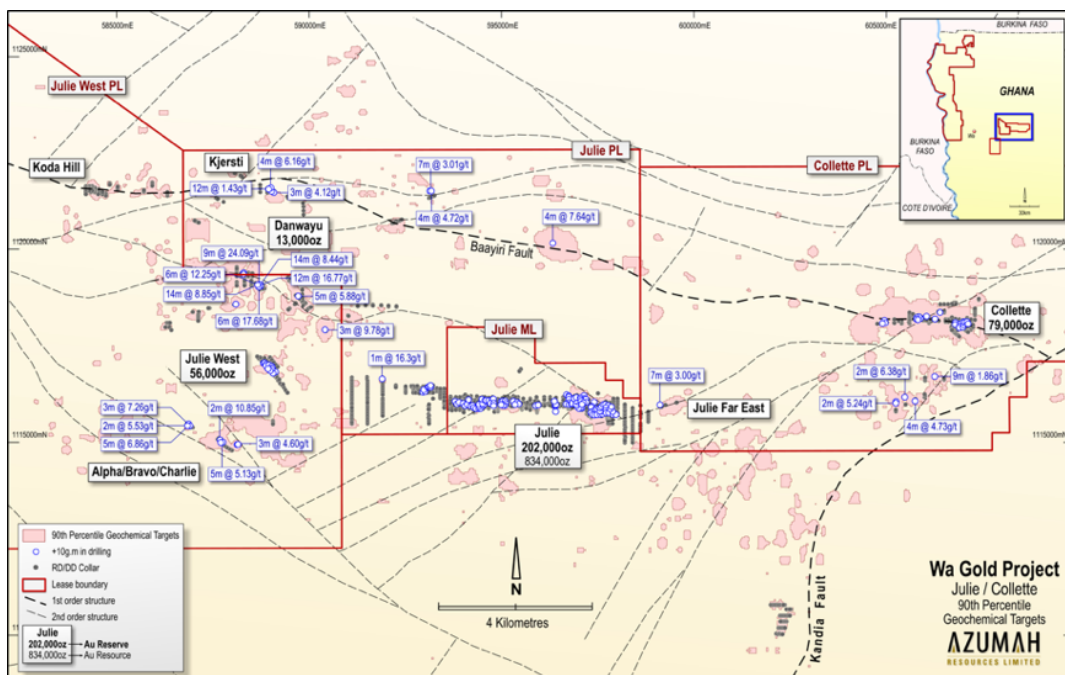 585000mE
590000mE
595000mE
600000mE
605000mE
1125000mN
BURKINA FASO
GHANA
BURKINA
FASO
COTE D'IVOIRE
Julie West PL
Julie PL
Collette PL
Koda Hill
Kjersti
4m @ 6.16g/t
7m @ 3.01g/t
12m @ 1.43g/t
3m @ 4.12g/t
4m @ 4.72g/t
4m @ 7.64g/t
Danwayu
13,000oz
Baayiri Fault
1120000mN
1120000mN
9m @ 24.09g/t
14m @ 8.44g/t
6m @ 12.25g/t
12m @ 16.77g/t
14m @ 8.85g/t
5m @ 5.88g/t
6m @ 17.68g/t
3m @ 9.78g/t
Julie ML
Collette
79,000oz
Julie West
56,000oz
1m @ 16.3g/t
7m @ 3.00g/t
2m @ 6.38g/t
9m @ 1.86g/t
2m @ 5.24g/t
4m @ 4.73g/t
Julie Far East
3m @ 7.26g/t
2m @ 10.85g/t
2m @ 5.53g/t
5m @ 6.86g/t
3m @ 4.60g/t
5m @ 5.13g/t
1115000mN
1115000mN
Julie
202,000oz
834,000oz
Alpha/Bravo/Charlie
90th Percentile Geochemical Targets
+10g.m in drilling
RD/DD Collar
Lease boundary
1st order structure
2nd order structure
Julie
202,000oz Au Reserve
834,000oz Au Resource
N
4 Kilometres
Kandia Fault
Wa Gold Project
Julie / Collette
90th Percentile
Geochemical Targets
AZUMAH
RESOURCES LIMITED